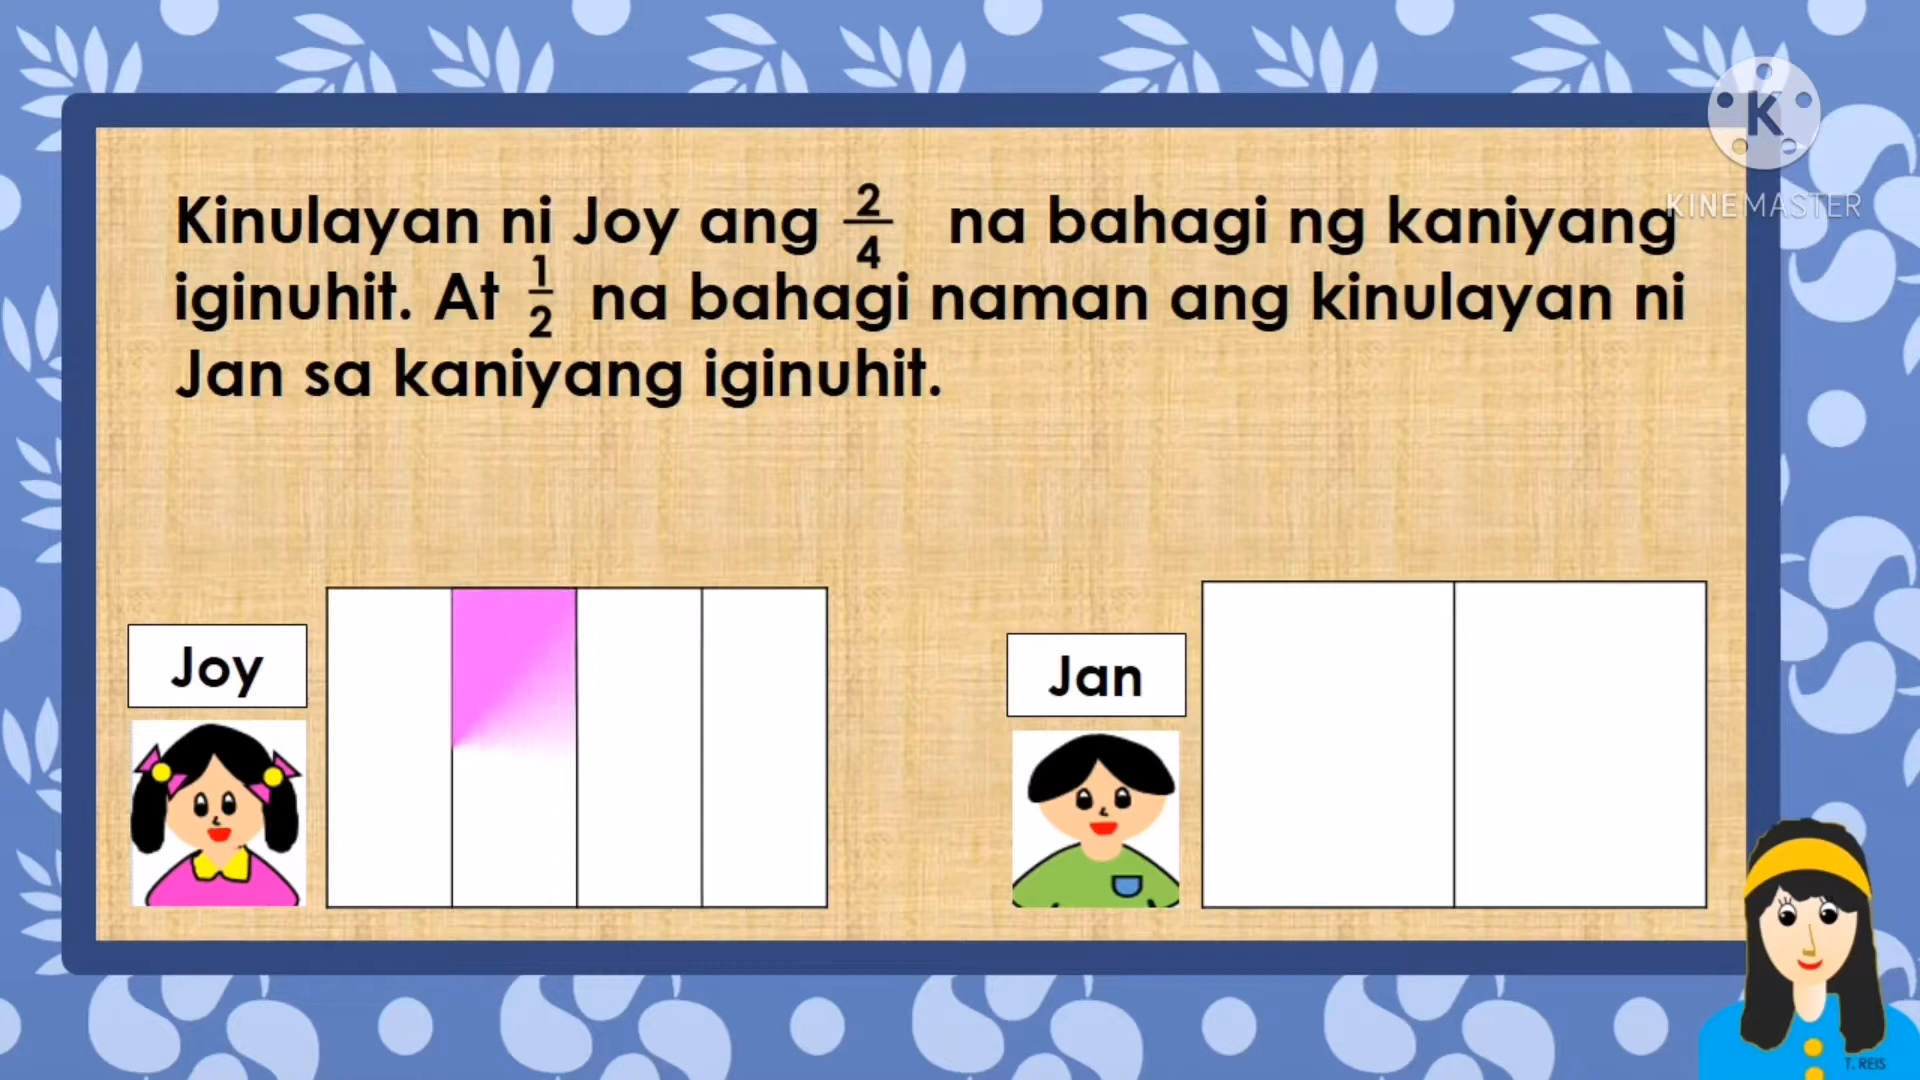 Kinulayan ni Joy ang 2/4 na bahagi ng kaniyang
iginuhit. At 1/2 na bahagi naman ang kinulayan ni
Jan sa kaniyang iginuhit.
Joy
Jan
K
KINEMASTER
T. REIS